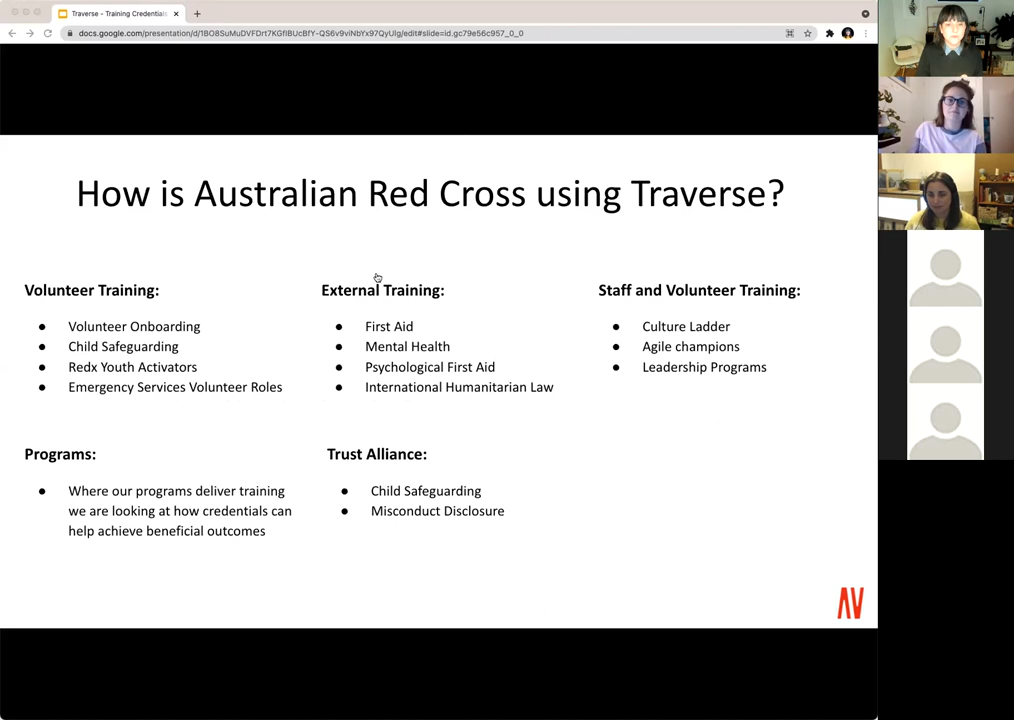 Traverse - Training Credentials
docs.google.com/presentation/d/1BO8SuMuDVFDrt7KGflBUcBfY-QS6v9viNbYx97QyUIg/edit#slide=id.gc79e56c957_0_0
How is Australian Red Cross using Traverse?
Volunteer Training:
● Volunteer Onboarding
● Child Safeguarding
● Redx Youth Activators
● Emergency Services Volunteer Roles
External Training:
● First Aid
● Mental Health
● Psychological First Aid
● International Humanitarian Law
Staff and Volunteer Training:
● Culture Ladder
● Agile champions
● Leadership Programs
Programs:
● Where our programs deliver training
we are looking at how credentials can
help achieve beneficial outcomes
Trust Alliance:
● Child Safeguarding
● Misconduct Disclosure
AV